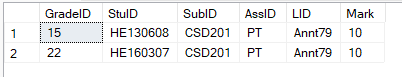 GradeID StuID SubID AssID LID Mark
1 15 HE130608 CSD201 PT Annt79 10
2 22 HE160307 CSD201 PT Annt79 10